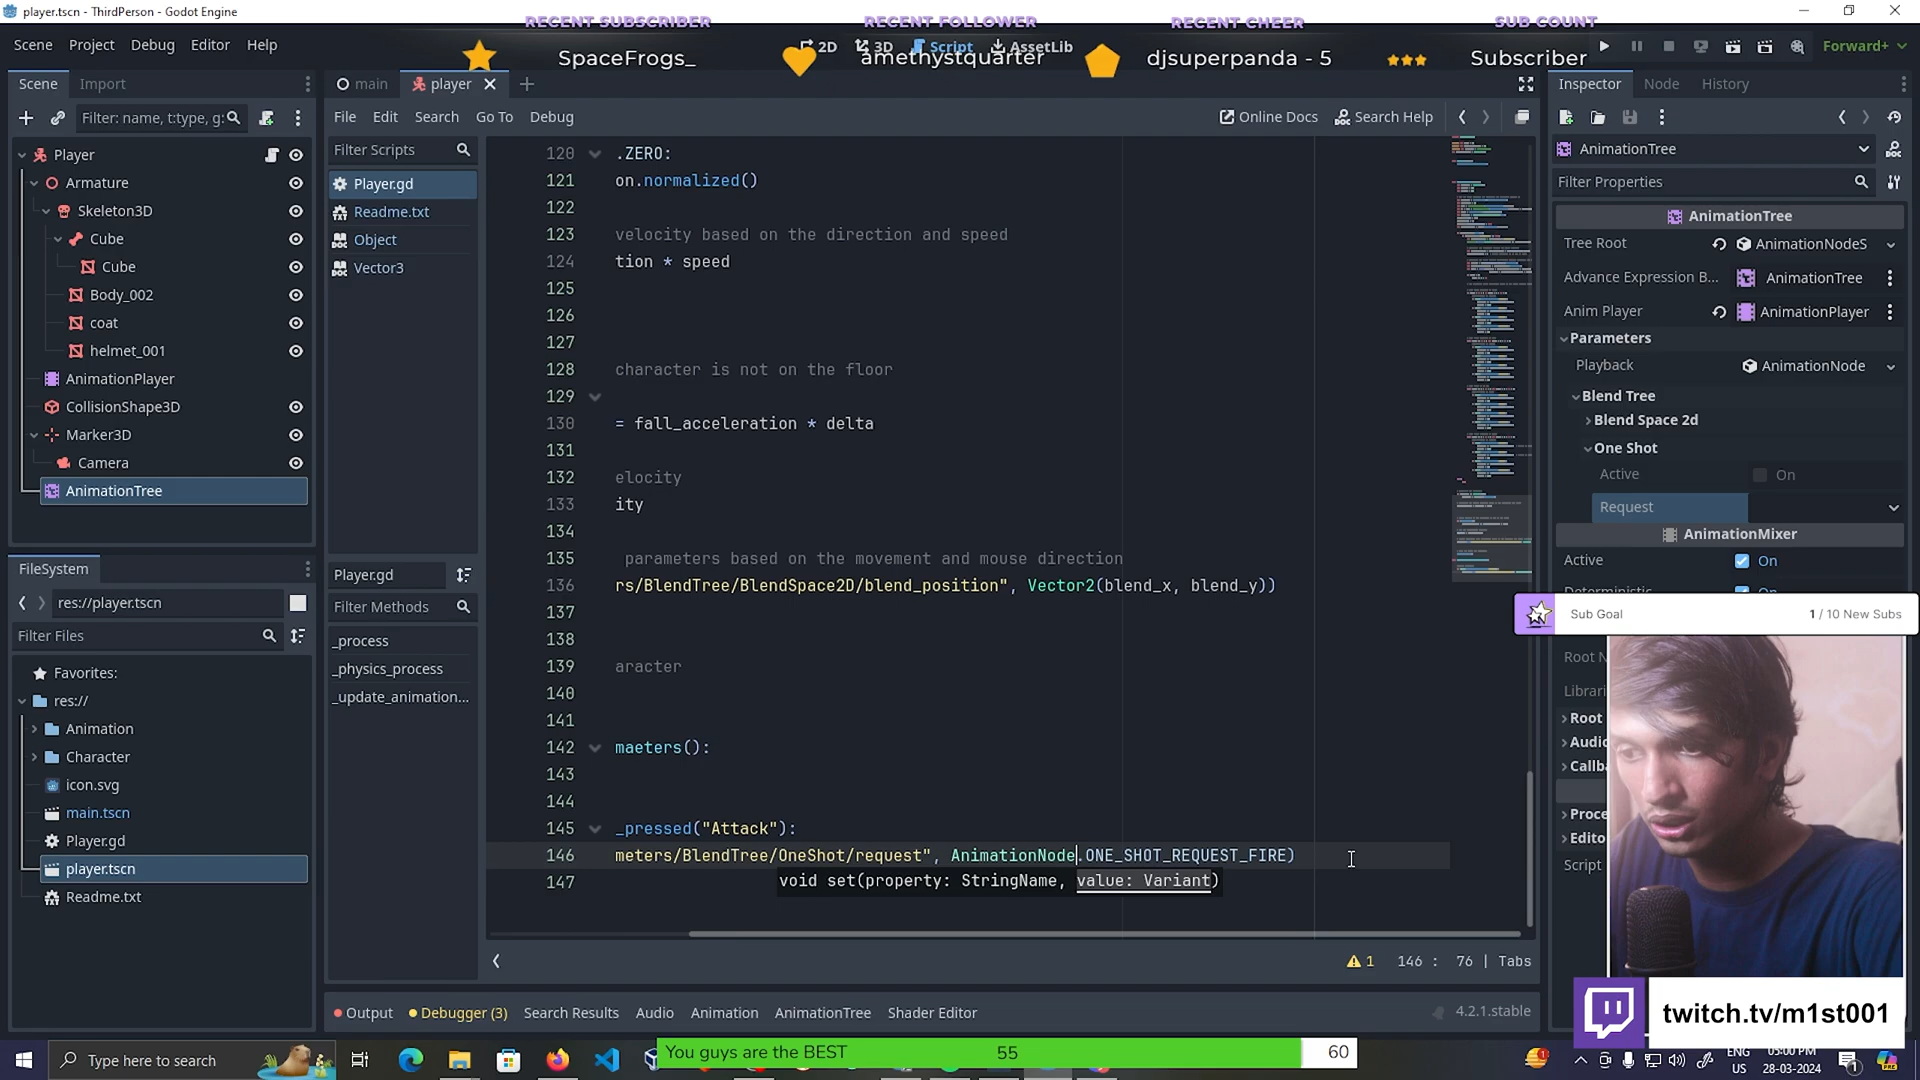 player.tscn - ThirdPerson - Godot Engine
RECENT SUBSCRIBER
RECENT FOLLOWER
RECENT CHEER
SUB COUNT
Scene Project Debug Editor Help
2D 3D Script AssetLib
Forward+
SpaceFrogs_
amethystquarter
djsuperpanda - 5
Subscriber
Scene Import
Filter: name, t:type, g:
Player
Armature
Skeleton3D
Cube
Cube
Body_002
coat
helmet_001
AnimationPlayer
CollisionShape3D
Marker3D
Camera
AnimationTree
FileSystem
res://player.tscn
Filter Files
Favorites:
res://
Animation
Character
icon.svg
main.tscn
Player.gd
player.tscn
Readme.txt
main player
File Edit Search Go To Debug
Online Docs Search Help
Filter Scripts
Player.gd
Readme.txt
Object
Vector3
Player.gd
Filter Methods
_process
_physics_process
_update_animation...
120 .ZERO:
121 on.normalized()
122
123 velocity based on the direction and speed
124 tion * speed
125
126
127
128 character is not on the floor
129
130 = fall_acceleration * delta
131
132 elocity
133 ity
134
135 parameters based on the movement and mouse direction
136 rs/BlendTree/BlendSpace2D/blend_position", Vector2(blend_x, blend_y))
137
138
139 aracter
140
141
142 maeters():
143
144
145 _pressed("Attack"):
146 meters/BlendTree/OneShot/request", AnimationNode.ONE_SHOT_REQUEST_FIRE)
147
void set(property: StringName, value: Variant)
1 146 : 76 | Tabs
Output Debugger (3) Search Results Audio Animation AnimationTree Shader Editor
4.2.1.stable
Inspector Node History
AnimationTree
Filter Properties
AnimationTree
Tree Root AnimationNodeS
Advance Expression B... AnimationTree
Anim Player AnimationPlayer
Parameters
Playback AnimationNode
Blend Tree
Blend Space 2d
One Shot
Active On
Request
AnimationMixer
Active On
Sub Goal 1 / 10 New Subs
Root N
Librari
Root
Audio
Callba
Proce
Edito
Script
twitch.tv/m1st001
Type here to search
You guys are the BEST 55 60
ENG
US
05:00 PM
28-03-2024
1